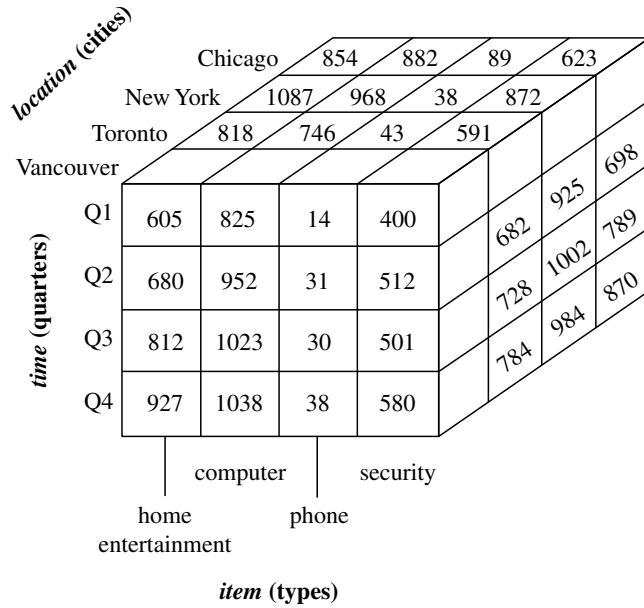 location (cities)
Chicago 854 882 89 623
New York 1087 968 38 872
Toronto 818 746 43 591
Vancouver
time (quarters)
Q1 605 825 14 400
Q2 680 952 31 512
Q3 812 1023 30 501
Q4 927 1038 38 580
682 925 698
728 1002 789
784 984 870
computer security
home phone
entertainment
item (types)